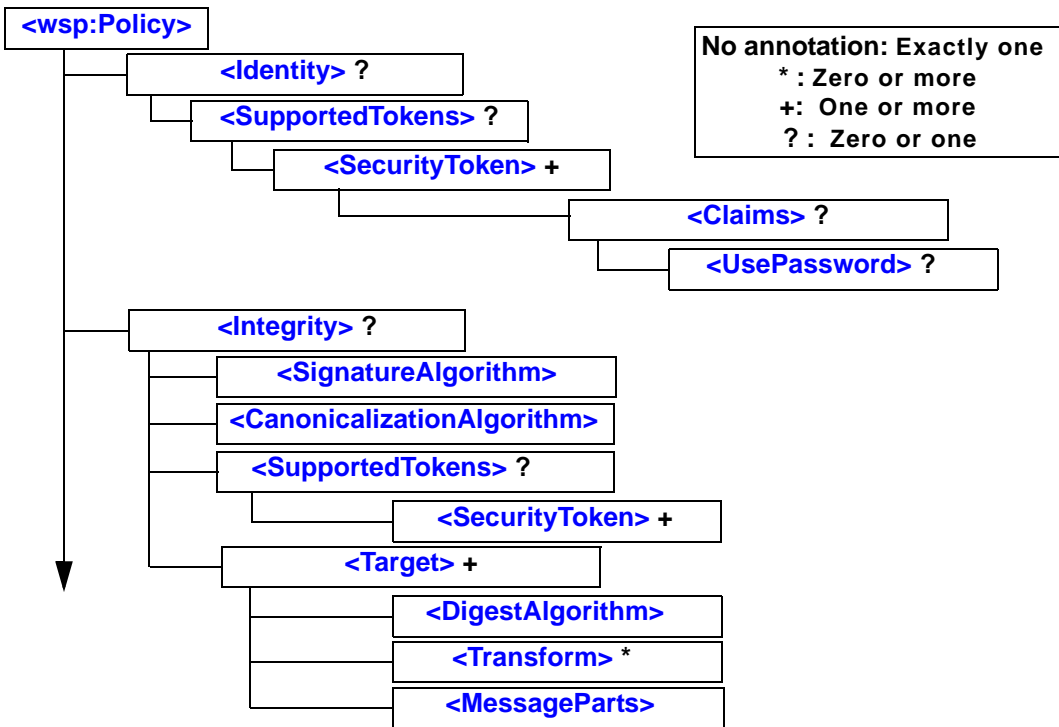 <wsp:Policy>
<Identity> ?
<SupportedTokens> ?
<SecurityToken> +
<Claims> ?
<UsePassword> ?
No annotation: Exactly one
* : Zero or more
+: One or more
? : Zero or one
<Integrity> ?
<SignatureAlgorithm>
<CanonicalizationAlgorithm>
<SupportedTokens> ?
<SecurityToken> +
<Target> +
<DigestAlgorithm>
<Transform> *
<MessageParts>